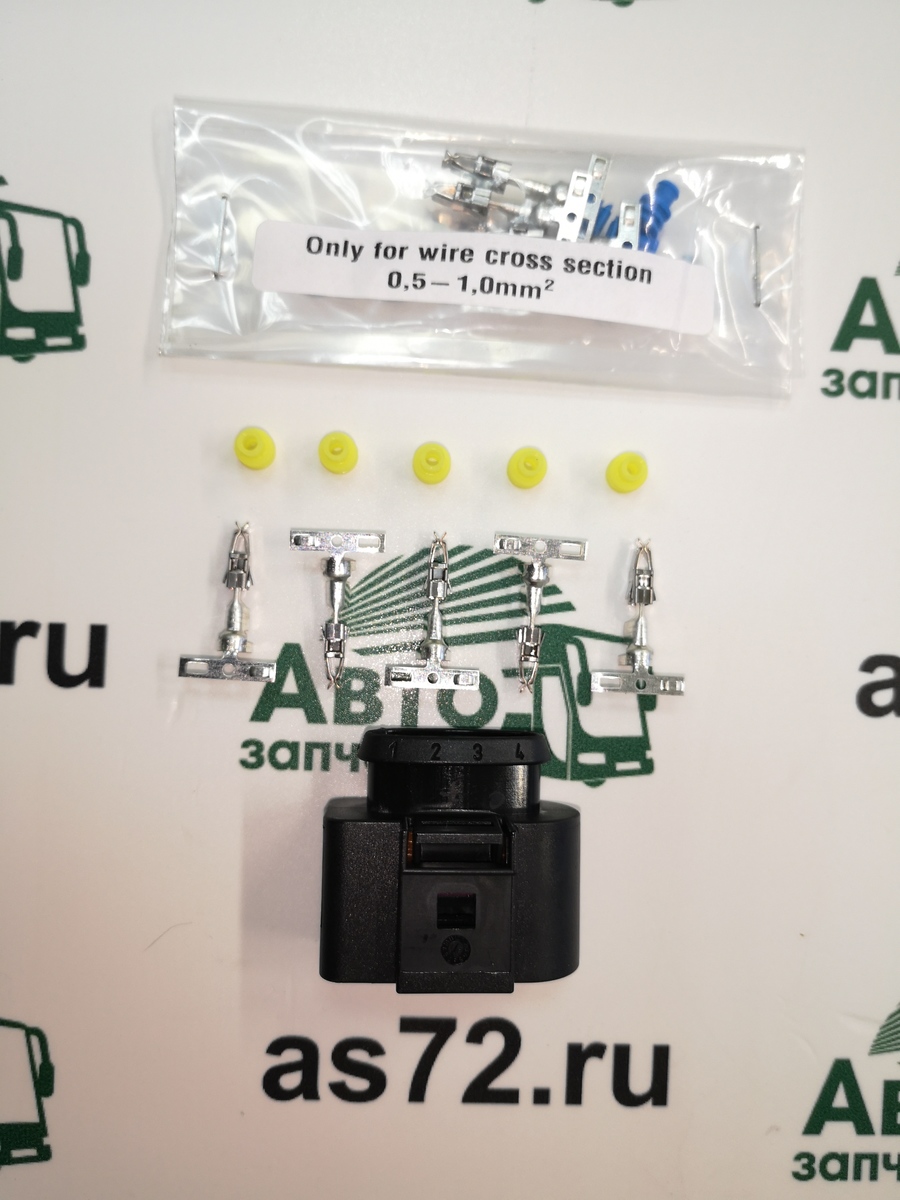 Only for wire cross section
0,5–1,0mm²
А
зап
.ru
а
Авто
запч
1 2 3 4
as72.ru
Ав
запч